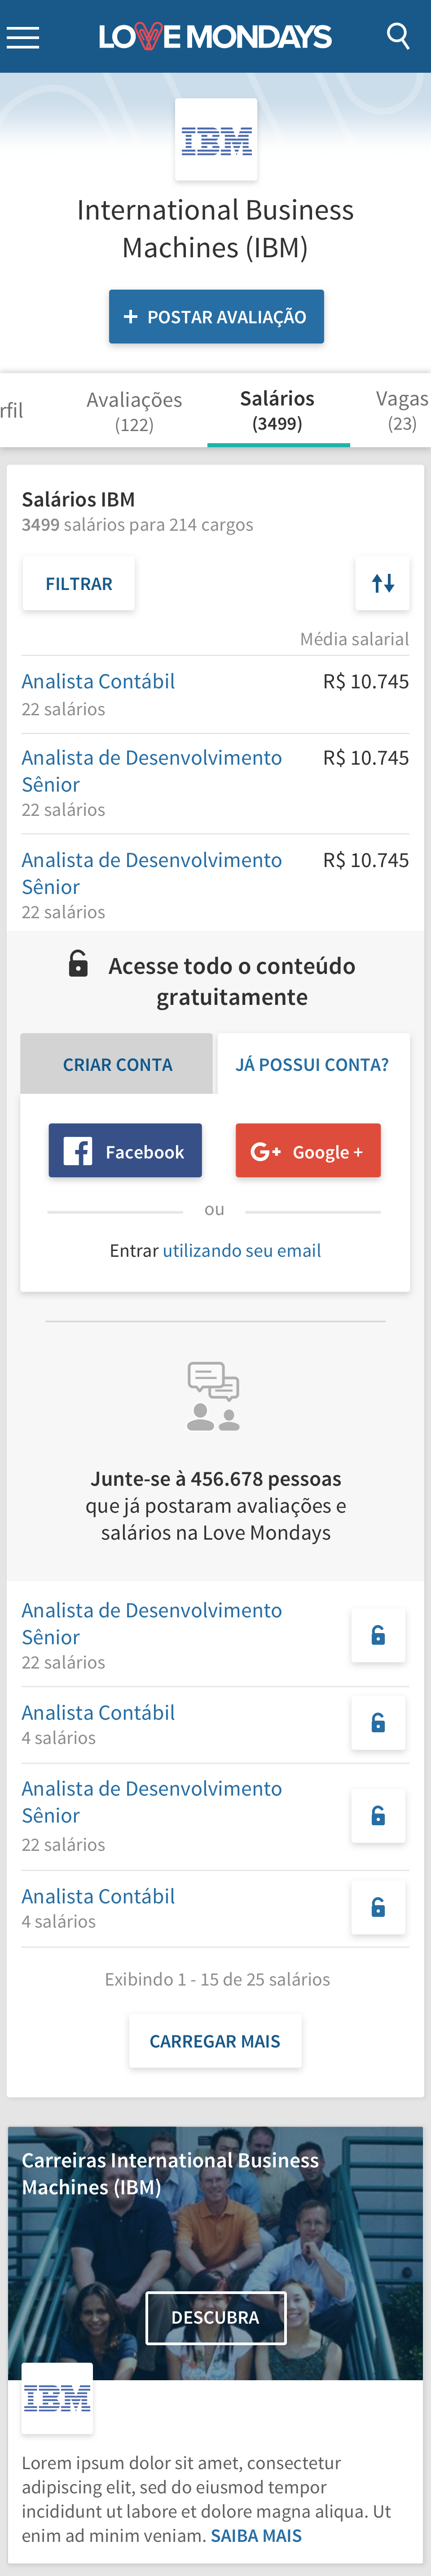 LOVE MONDAYS
IBM
International Business
Machines (IBM)
+ POSTAR AVALIAÇÃO
rfil
Avaliações
(122)
Salários
(3499)
Vagas
(23)
Salários IBM
3499 salários para 214 cargos
FILTRAR
Média salarial
Analista Contábil R$ 10.745
22 salários
Analista de Desenvolvimento R$ 10.745
Sênior
22 salários
Analista de Desenvolvimento R$ 10.745
Sênior
22 salários
Acesse todo o conteúdo
gratuitamente
CRIAR CONTA
JÁ POSSUI CONTA?
Facebook
G+ Google +
ou
Entrar utilizando seu email
Junte-se à 456.678 pessoas
que já postaram avaliações e
salários na Love Mondays
Analista de Desenvolvimento
Sênior
22 salários
Analista Contábil
4 salários
Analista de Desenvolvimento
Sênior
22 salários
Analista Contábil
4 salários
Exibindo 1 - 15 de 25 salários
CARREGAR MAIS
Carreiras International Business
Machines (IBM)
DESCUBRA
IBM
Lorem ipsum dolor sit amet, consectetur
adipiscing elit, sed do eiusmod tempor
incididunt ut labore et dolore magna aliqua. Ut
enim ad minim veniam. SAIBA MAIS